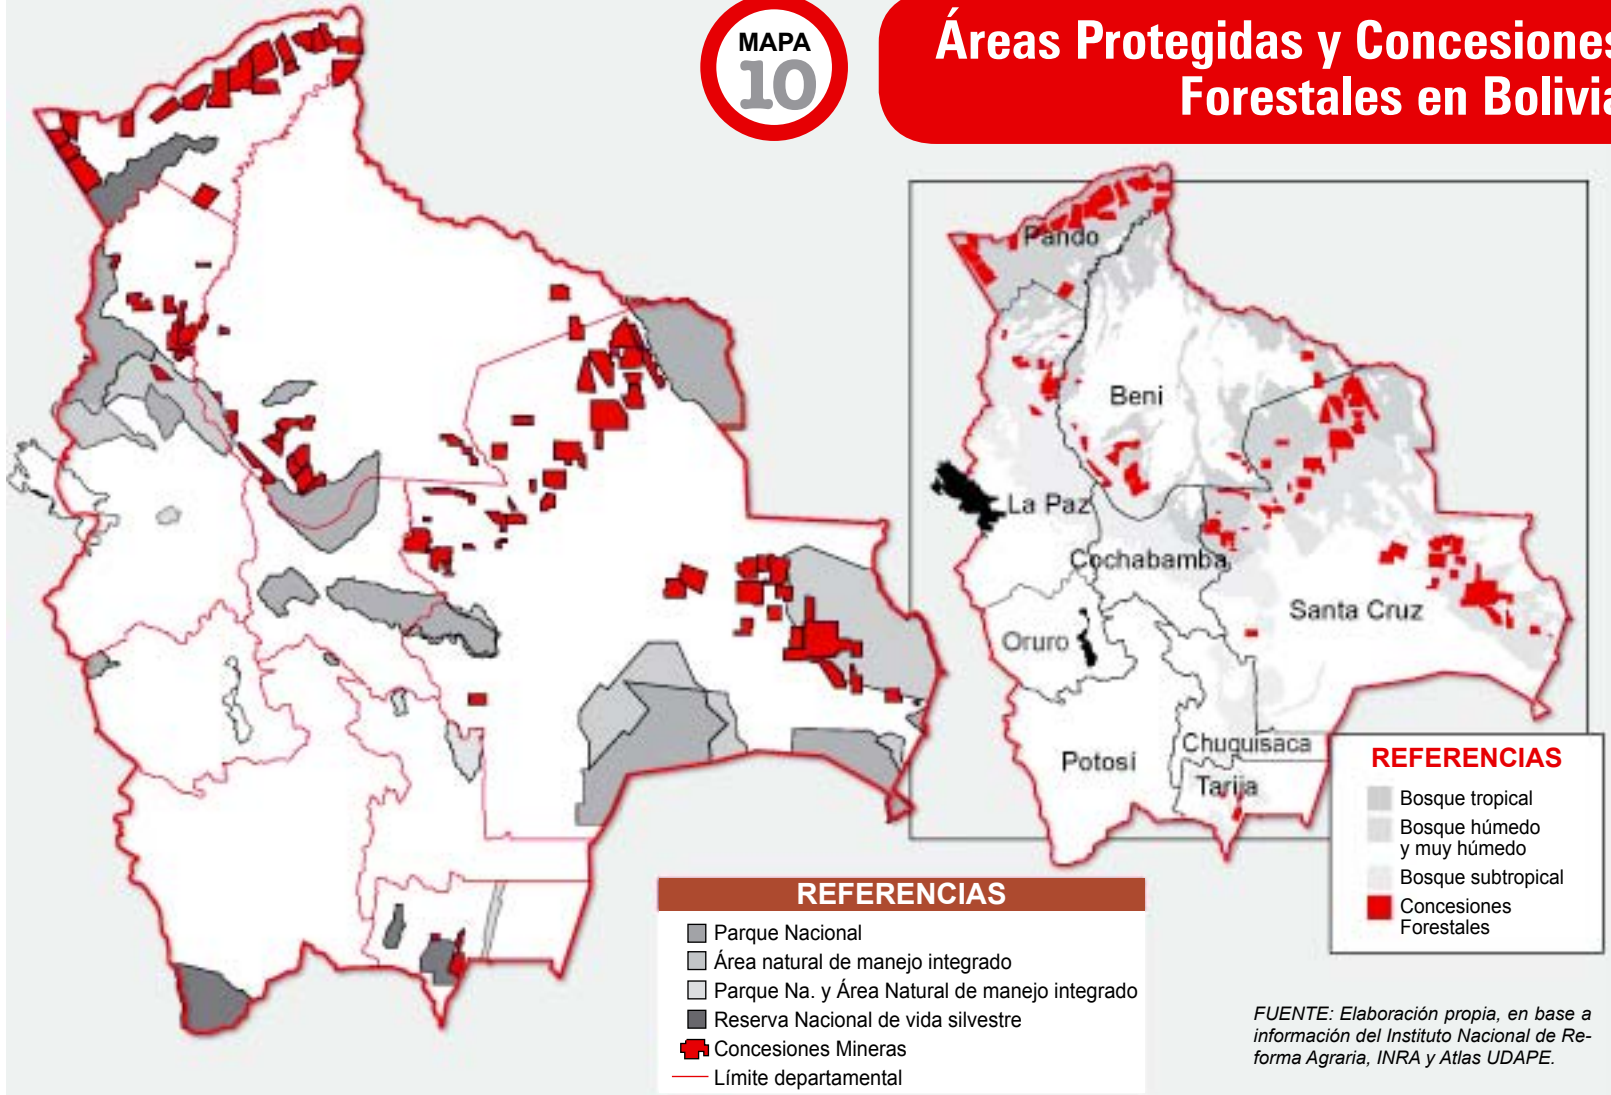 MAPA
10
Áreas Protegidas y Concesiones
Forestales en Bolivia
Pando
Beni
La Paz
Cochabamba
Santa Cruz
Oruro
Potosí
Chuquisaca
Tarija
REFERENCIAS
Bosque tropical
Bosque húmedo
y muy húmedo
Bosque subtropical
Concesiones
Forestales
REFERENCIAS
Parque Nacional
Área natural de manejo integrado
Parque Na. y Área Natural de manejo integrado
Reserva Nacional de vida silvestre
Concesiones Mineras
Límite departamental
FUENTE: Elaboración propia, en base a
información del Instituto Nacional de Re-
forma Agraria, INRA y Atlas UDAPE.